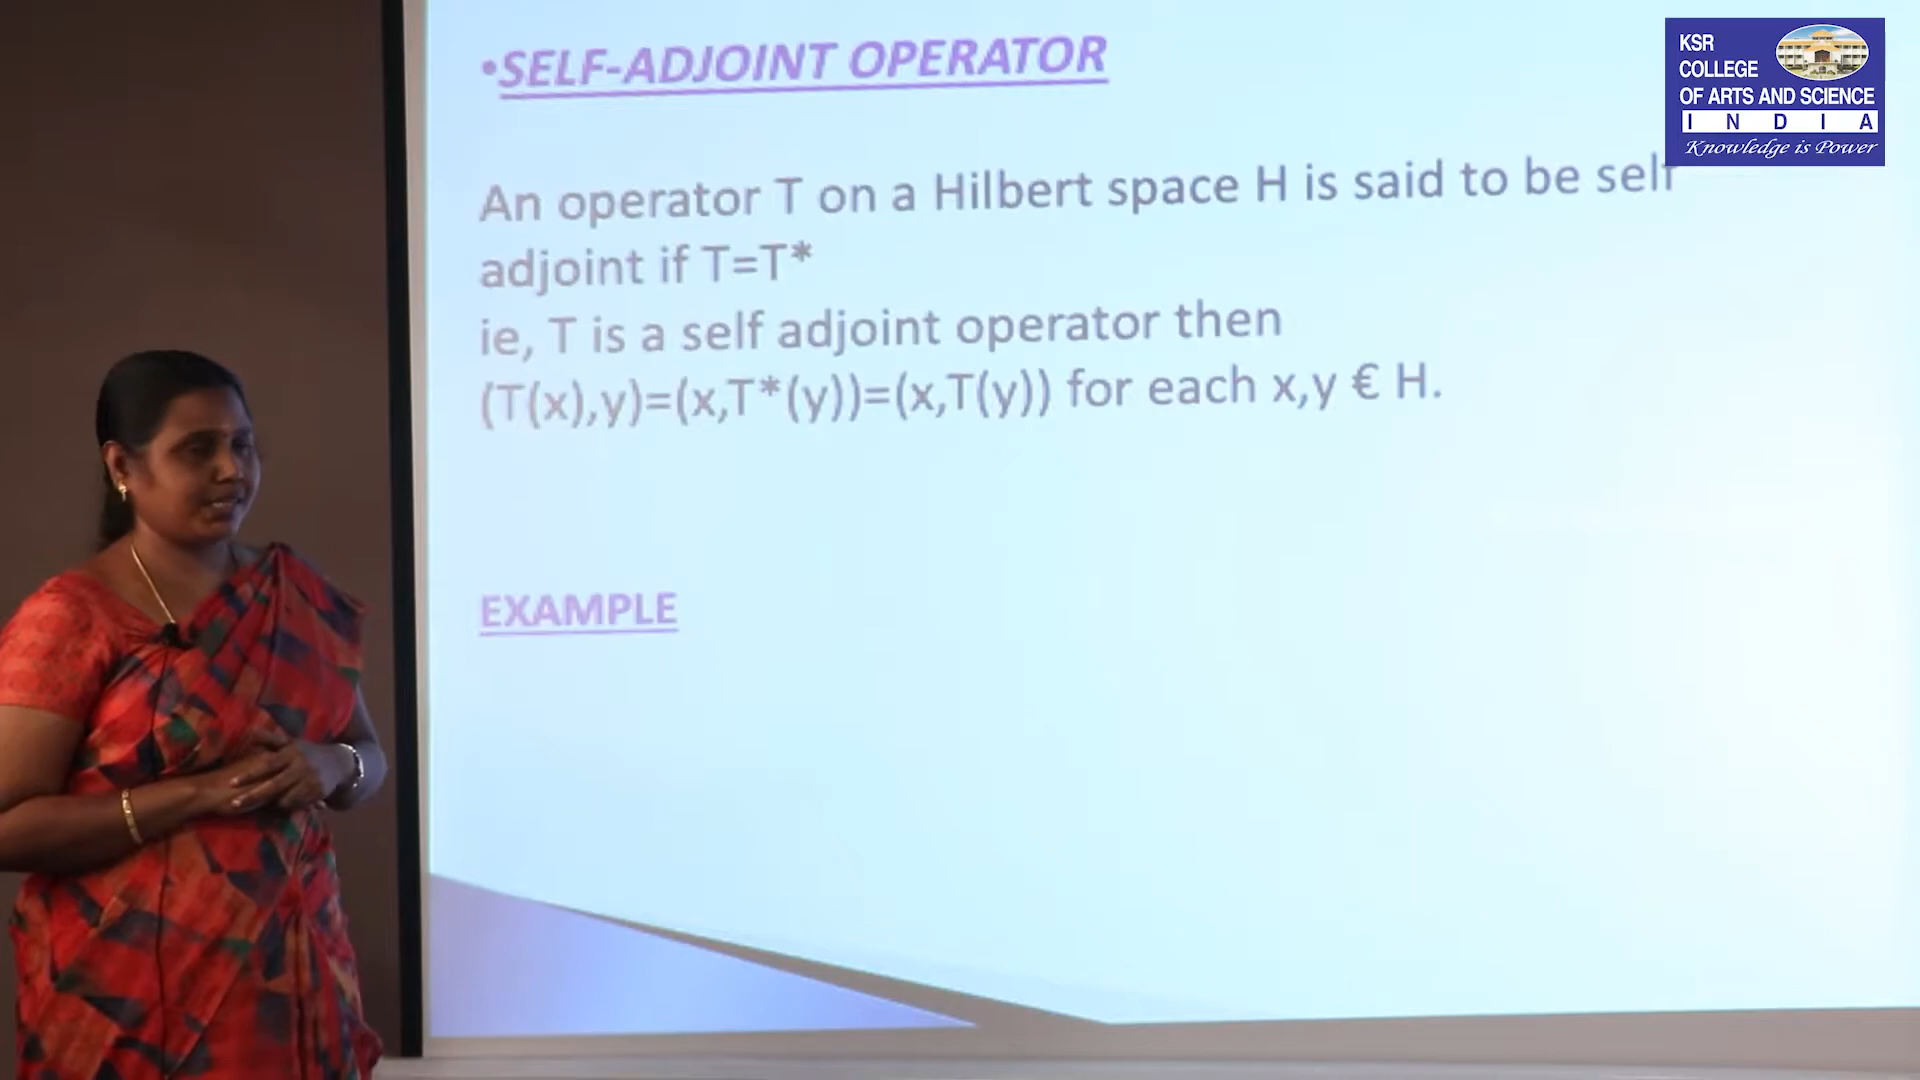 •SELF-ADJOINT OPERATOR
KSR
COLLEGE
OF ARTS AND SCIENCE
I N D I A
Knowledge is Power
An operator T on a Hilbert space H is said to be self
adjoint if T=T*
ie, T is a self adjoint operator then
(T(x),y)=(x,T*(y))=(x,T(y)) for each x,y € H.
EXAMPLE